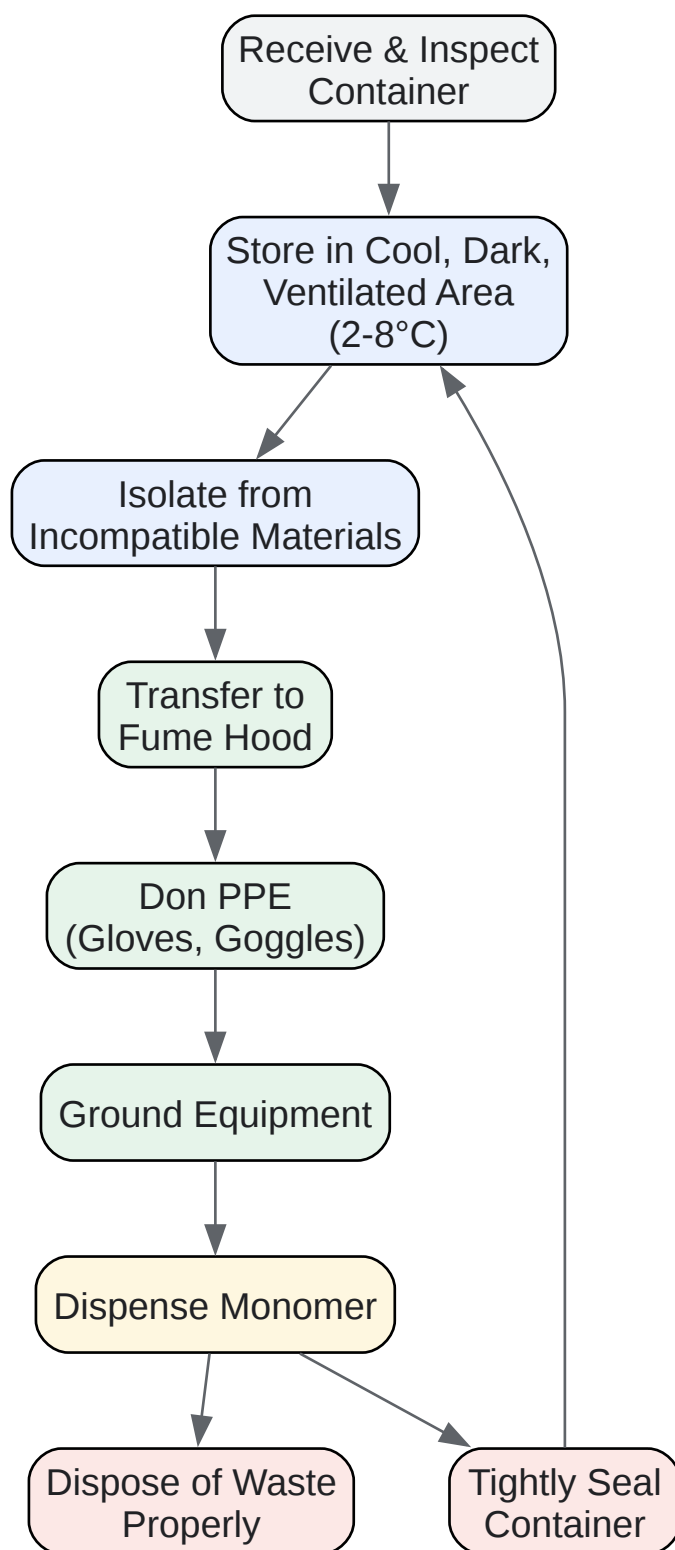 Receive & Inspect
Container
Store in Cool, Dark,
Ventilated Area
(2-8°C)
Isolate from
Incompatible Materials
Transfer to
Fume Hood
Don PPE
(Gloves, Goggles)
Ground Equipment
Dispense Monomer
Dispose of Waste
Properly
Tightly Seal
Container